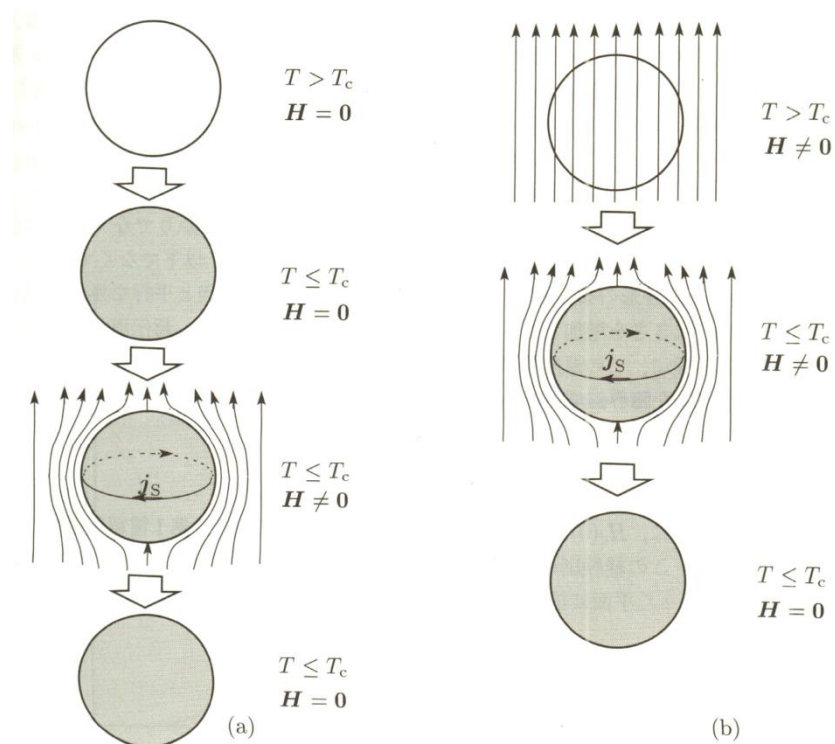 T > T_c
H = 0
T ≤ T_c
H = 0
j_S
T ≤ T_c
H ≠ 0
T ≤ T_c
H = 0
(a)
T > T_c
H ≠ 0
j_S
T ≤ T_c
H ≠ 0
T ≤ T_c
H = 0
(b)